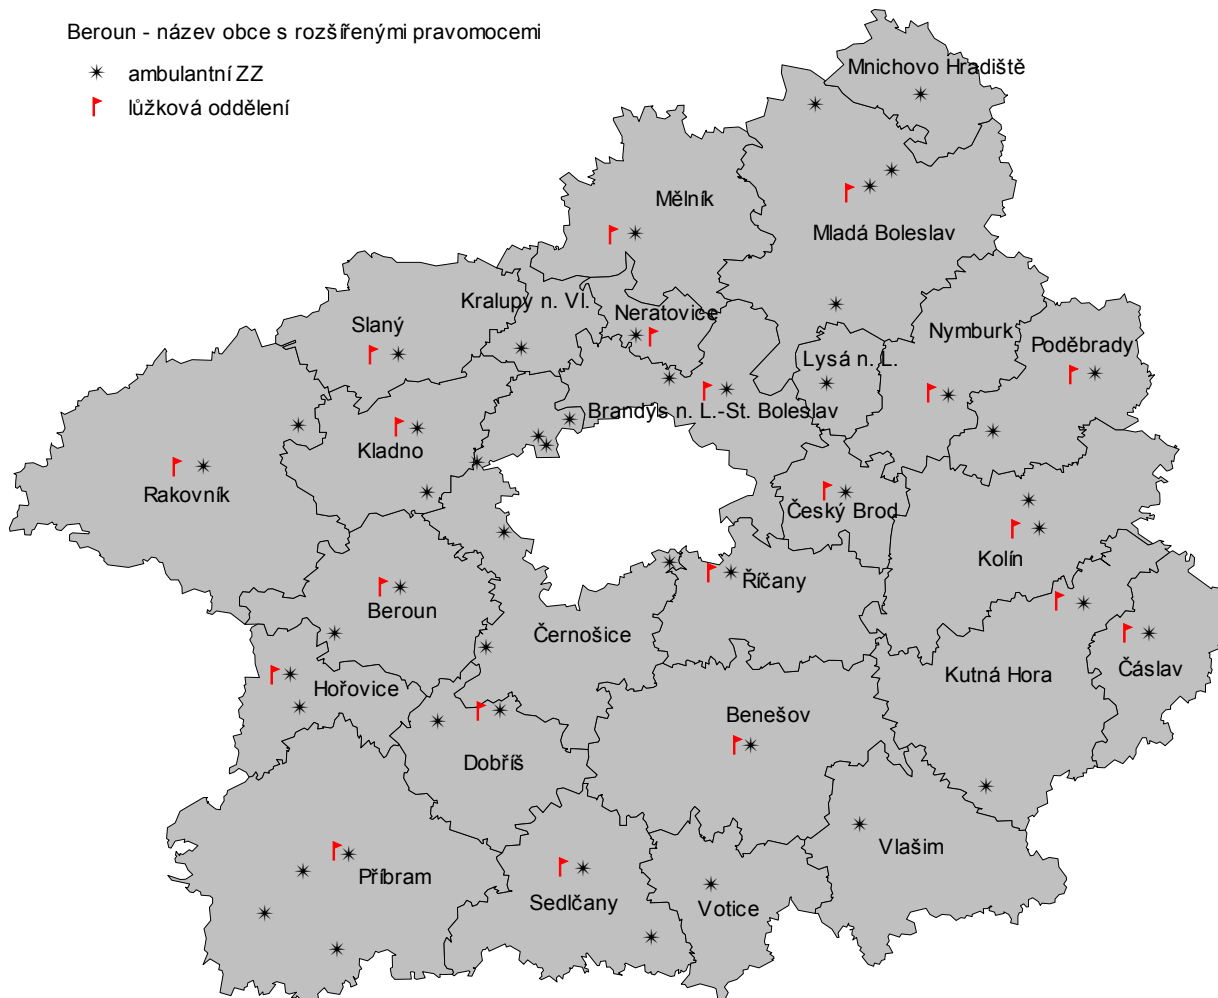 Beroun - název obce s rozšířenými pravomocemi
ambulantní ZZ
lůžková oddělení
Mnichovo Hradiště
Mělník
Mladá Boleslav
Kralupy n. Vl.
Neratovice
Slaný
Nymburk
Poděbrady
Lysá n. L.
Brandýs n. L.-St. Boleslav
Kladno
Rakovník
Český Brod
Kolín
Říčany
Beroun
Černošice
Kutná Hora
Čáslav
Hořovice
Benešov
Dobříš
Vlašim
Příbram
Sedlčany
Votice